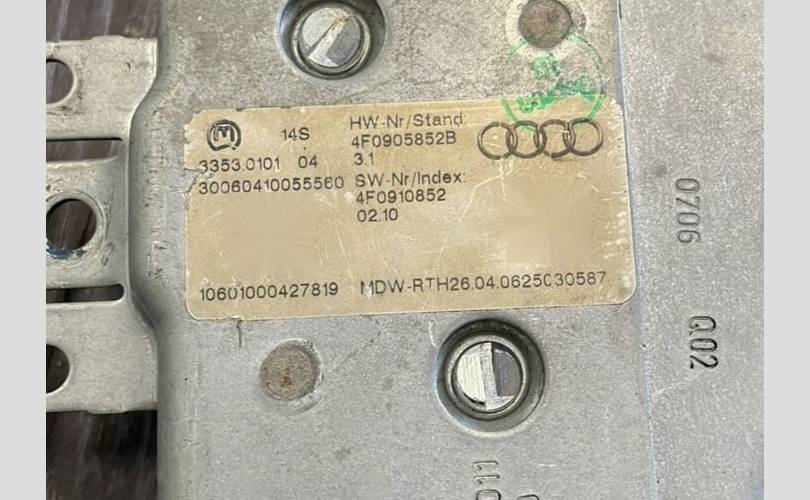 M
14S
HW-Nr/Stand:
4F0905852B
3353.0101 04
3.1
30060410055560
SW-Nr/Index:
4F0910852
02.10
10601000427819
MDW-RTH26.04.0625030587
0706
Q02